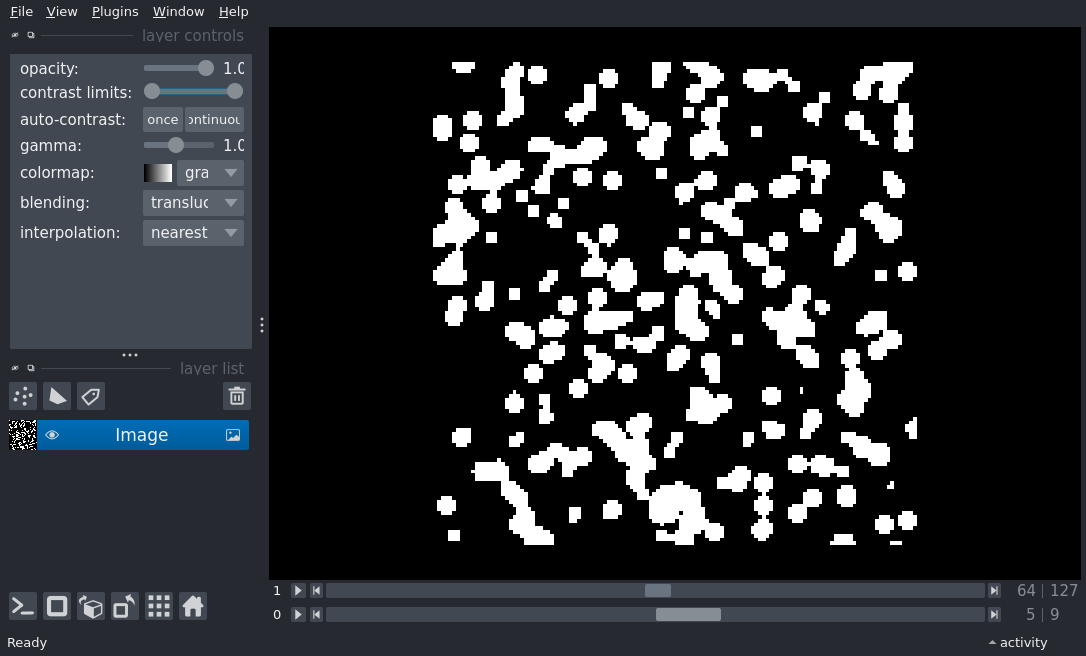 File View Plugins Window Help
layer controls
opacity: 1.0
contrast limits:
auto-contrast: once ontinuou
gamma: 1.0
colormap: gra
blending: transluc
interpolation: nearest
layer list
Image
1 64 | 127
0 5 | 9
Ready activity